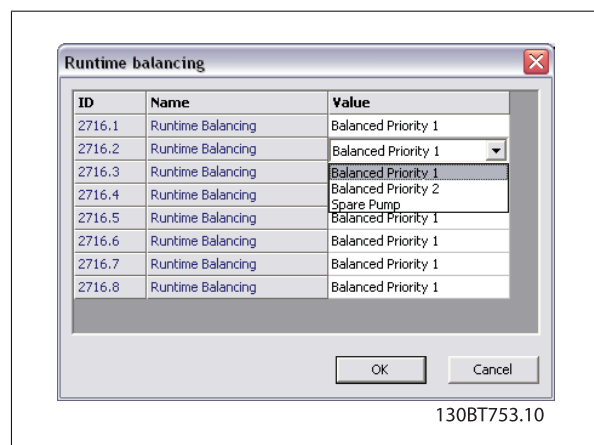 Runtime balancing
ID Name Value
2716.1 Runtime Balancing Balanced Priority 1
2716.2 Runtime Balancing Balanced Priority 1
2716.3 Runtime Balancing Balanced Priority 1
2716.4 Runtime Balancing Balanced Priority 2
Spare Pump
2716.5 Runtime Balancing Balanced Priority 1
2716.6 Runtime Balancing Balanced Priority 1
2716.7 Runtime Balancing Balanced Priority 1
2716.8 Runtime Balancing Balanced Priority 1
OK Cancel
130BT753.10